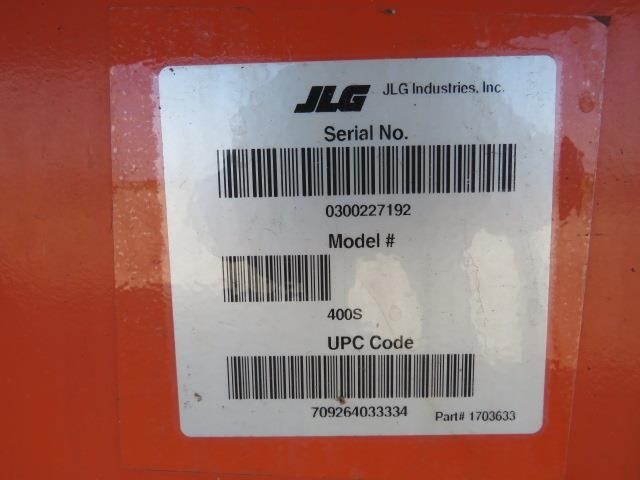 JLG JLG Industries, Inc.
Serial No.
0300227192
Model #
400S
UPC Code
709264033334 Part# 1703633